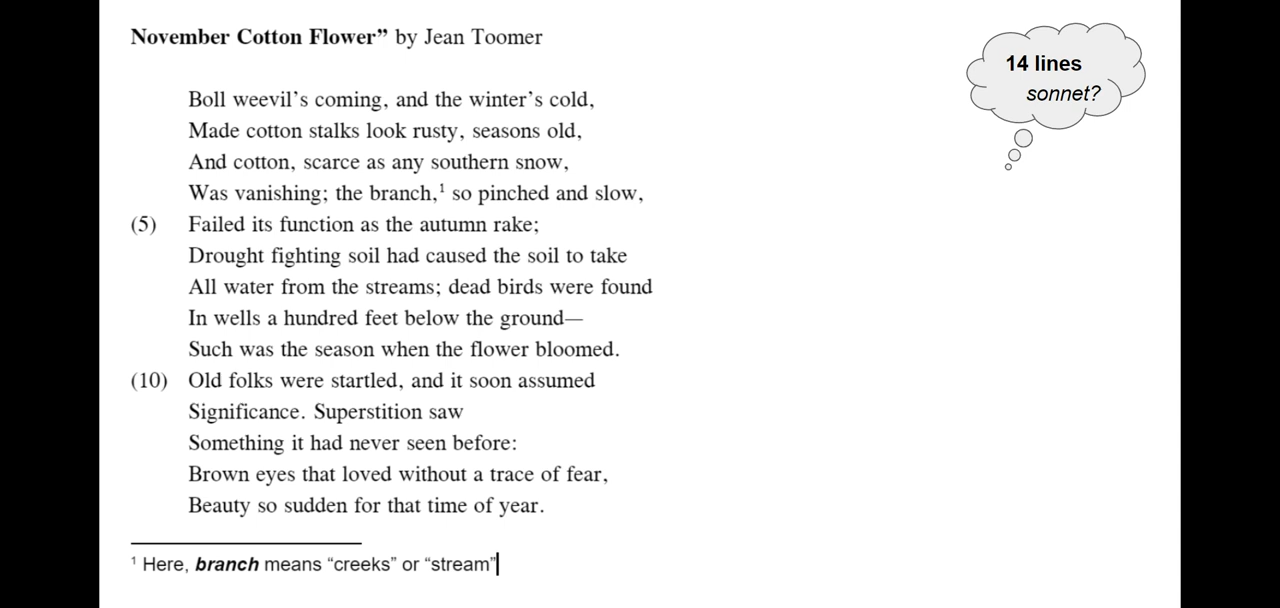 November Cotton Flower” by Jean Toomer
14 lines
sonnet?
Boll weevil’s coming, and the winter’s cold,
Made cotton stalks look rusty, seasons old,
And cotton, scarce as any southern snow,
Was vanishing; the branch,¹ so pinched and slow,
(5) Failed its function as the autumn rake;
Drought fighting soil had caused the soil to take
All water from the streams; dead birds were found
In wells a hundred feet below the ground—
Such was the season when the flower bloomed.
(10) Old folks were startled, and it soon assumed
Significance. Superstition saw
Something it had never seen before:
Brown eyes that loved without a trace of fear,
Beauty so sudden for that time of year.
¹ Here, branch means “creeks” or “stream”